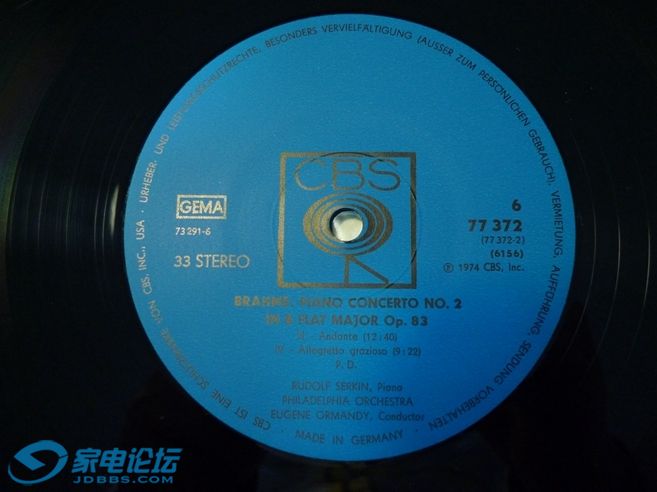 URHEBER- UND LEISTUNGSSCHUTZRECHTE, BESONDERS VERVIELFÄLTIGUNG (AUSSER ZUM PERSÖNLICHEN GEBRAUCH), VERMIETUNG, AUFFÜHRUNG, SENDUNG VORBEHALTEN
CBS IST EINE SCHUTZMARKE VON CBS, INC., USA ·
CBS
GEMA
73 291-6
33 STEREO
6
77 372
(77 372-2)
(6156)
℗ 1974 CBS, Inc.
BRAHMS: PIANO CONCERTO NO. 2
IN B FLAT MAJOR Op. 83
III - Andante (12:40)
IV - Allegretto grazioso (9:22)
P. D.
RUDOLF SERKIN, Piano
PHILADELPHIA ORCHESTRA
EUGENE ORMANDY, Conductor
· MADE IN GERMANY ·
家电论坛
JDBBS.COM